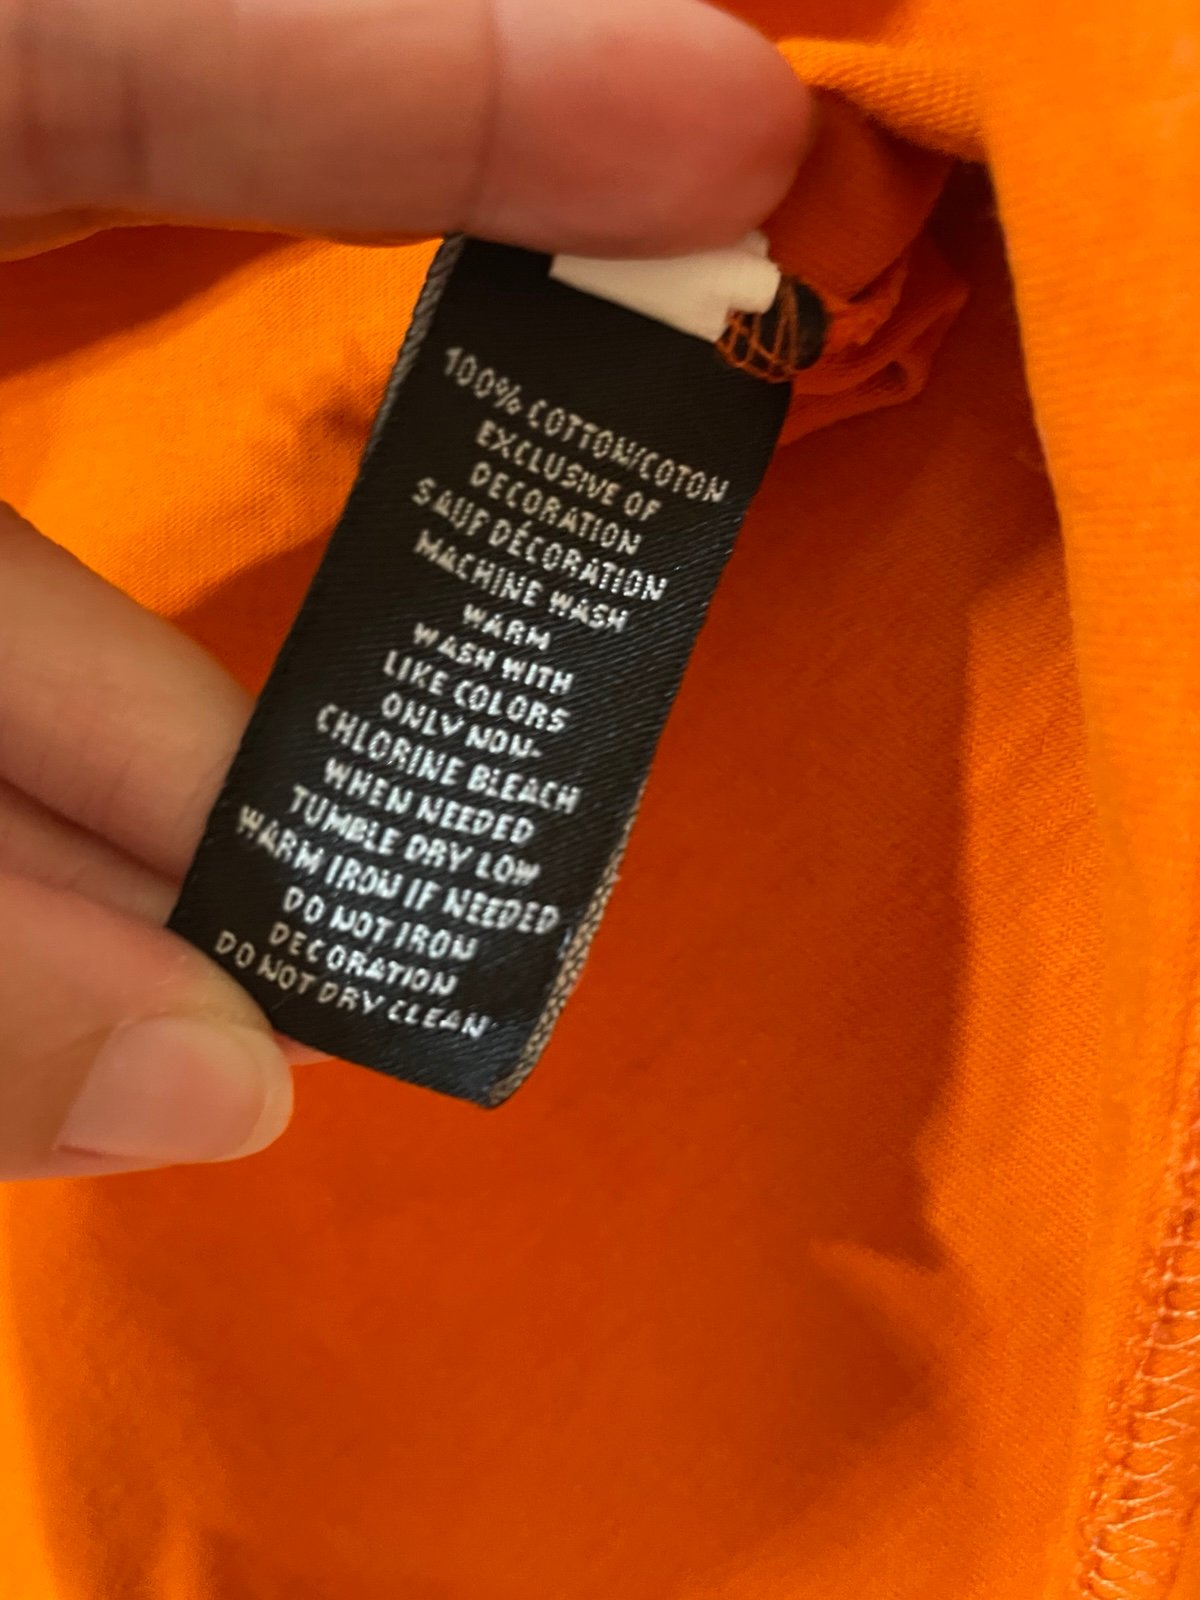 100% COTTON/COTON
EXCLUSIVE OF
DECORATION
SAUF DÉCORATION
MACHINE WASH
WARM
WASH WITH
LIKE COLORS
ONLY NON-
CHLORINE BLEACH
WHEN NEEDED
TUMBLE DRY LOW
WARM IRON IF NEEDED
DO NOT IRON
DECORATION
DO NOT DRY CLEAN